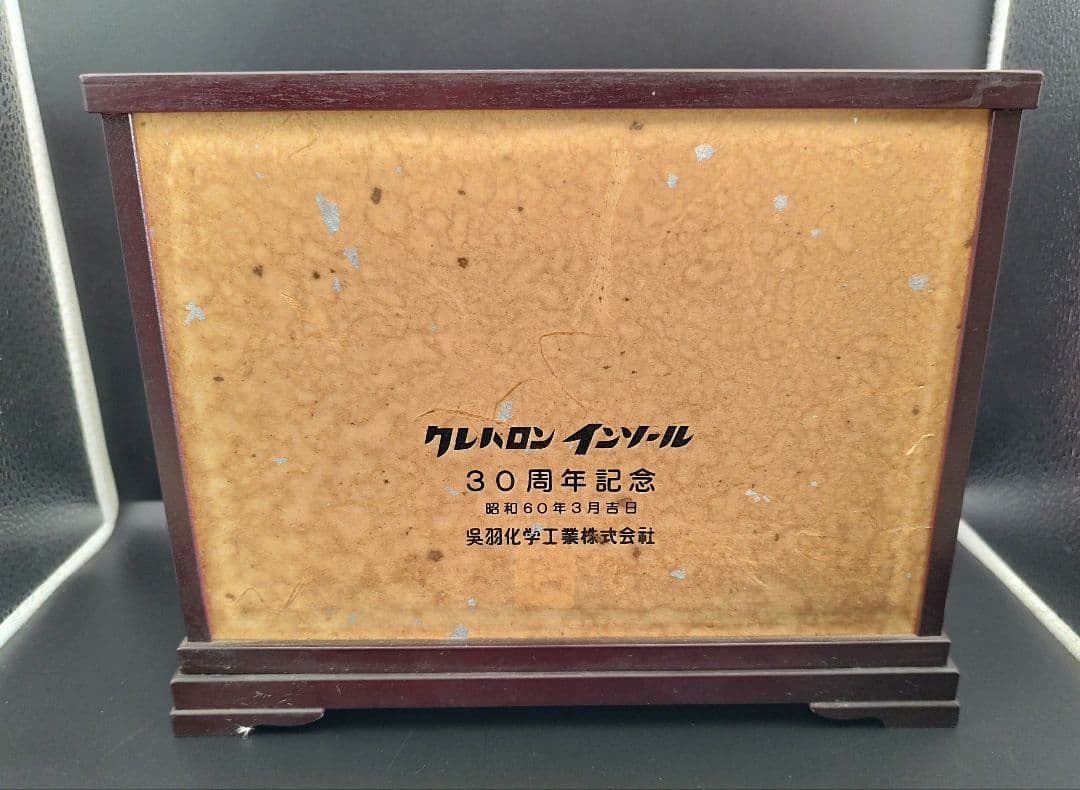 クレハロン インソール
30周年記念
昭和60年3月吉日
呉羽化学工業株式会社